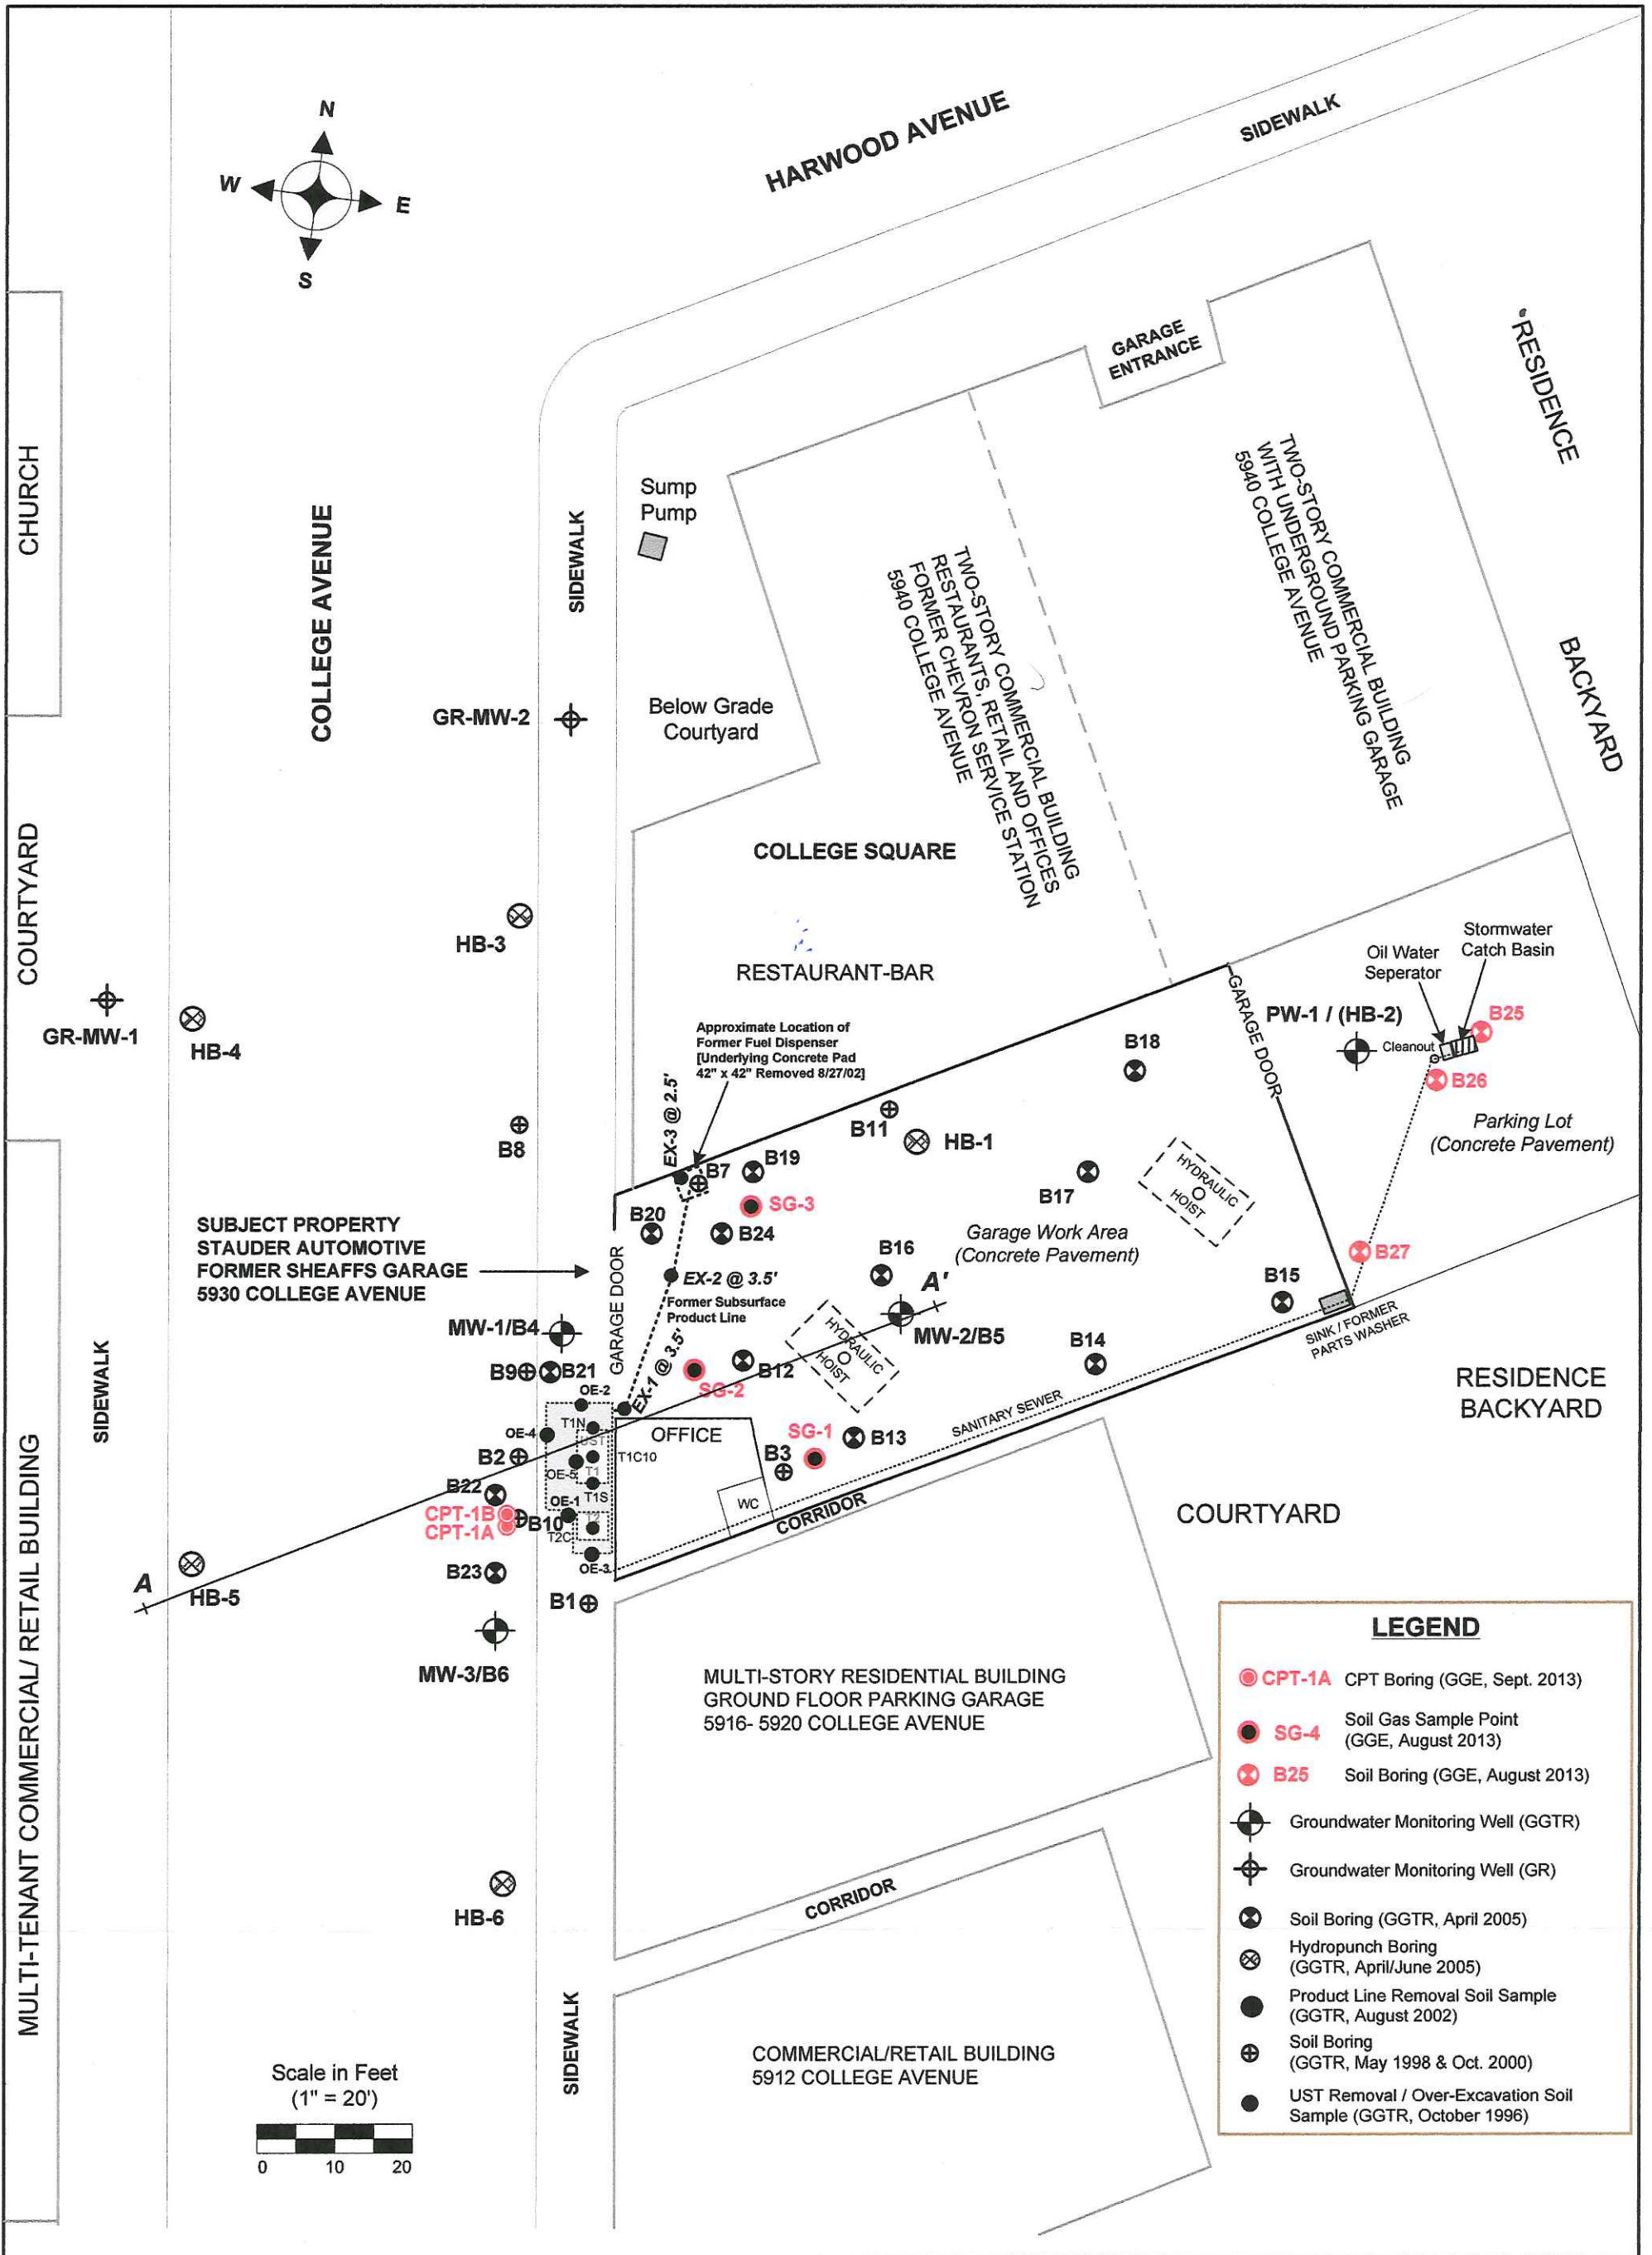 N
W
E
S
HARWOOD AVENUE
SIDEWALK
CHURCH
COLLEGE AVENUE
SIDEWALK
Sump
Pump
GARAGE
ENTRANCE
RESIDENCE
BACKYARD
TWO-STORY COMMERCIAL BUILDING
WITH UNDERGROUND PARKING GARAGE
5940 COLLEGE AVENUE
TWO-STORY COMMERCIAL BUILDING
RESTAURANTS, RETAIL AND OFFICES
FORMER CHEVRON SERVICE STATION
5940 COLLEGE AVENUE
GR-MW-2
Below Grade
Courtyard
COLLEGE SQUARE
RESTAURANT-BAR
COURTYARD
HB-3
GR-MW-1
HB-4
B8
Oil Water
Seperator
Stormwater
Catch Basin
PW-1 / (HB-2)
Cleanout
B25
B26
Parking Lot
(Concrete Pavement)
GARAGE DOOR
Approximate Location of
Former Fuel Dispenser
[Underlying Concrete Pad
42" x 42" Removed 8/27/02]
EX-3 @ 2.5'
B18
B11
HB-1
B7
B19
SG-3
B17
HYDRAULIC
HOIST
B20
B24
Garage Work Area
(Concrete Pavement)
B27
SUBJECT PROPERTY
STAUDER AUTOMOTIVE
FORMER SHEAFFS GARAGE
5930 COLLEGE AVENUE
GARAGE DOOR
EX-2 @ 3.5'
Former Subsurface
Product Line
B16
A'
B15
MW-1/B4
MW-2/B5
SINK / FORMER
PARTS WASHER
HYDRAULIC
HOIST
B14
SIDEWALK
B9
B21
EX-1 @ 3.5'
SG-2
B12
RESIDENCE
BACKYARD
OE-2
T1N
OE-4
UST
OFFICE
SG-1
B13
SANITARY SEWER
B2
T1C10
OE-5
T1
B3
B22
T1S
OE-1
WC
CORRIDOR
COURTYARD
CPT-1B
CPT-1A
B10
T2
T2C
B23
OE-3
A
HB-5
B1
MW-3/B6
MULTI-TENANT COMMERCIAL/ RETAIL BUILDING
MULTI-STORY RESIDENTIAL BUILDING
GROUND FLOOR PARKING GARAGE
5916- 5920 COLLEGE AVENUE
HB-6
CORRIDOR
SIDEWALK
COMMERCIAL/RETAIL BUILDING
5912 COLLEGE AVENUE
Scale in Feet
(1" = 20')
0 10 20
LEGEND
CPT-1A CPT Boring (GGE, Sept. 2013)
SG-4 Soil Gas Sample Point
(GGE, August 2013)
B25 Soil Boring (GGE, August 2013)
Groundwater Monitoring Well (GGTR)
Groundwater Monitoring Well (GR)
Soil Boring (GGTR, April 2005)
Hydropunch Boring
(GGTR, April/June 2005)
Product Line Removal Soil Sample
(GGTR, August 2002)
Soil Boring
(GGTR, May 1998 & Oct. 2000)
UST Removal / Over-Excavation Soil
Sample (GGTR, October 1996)